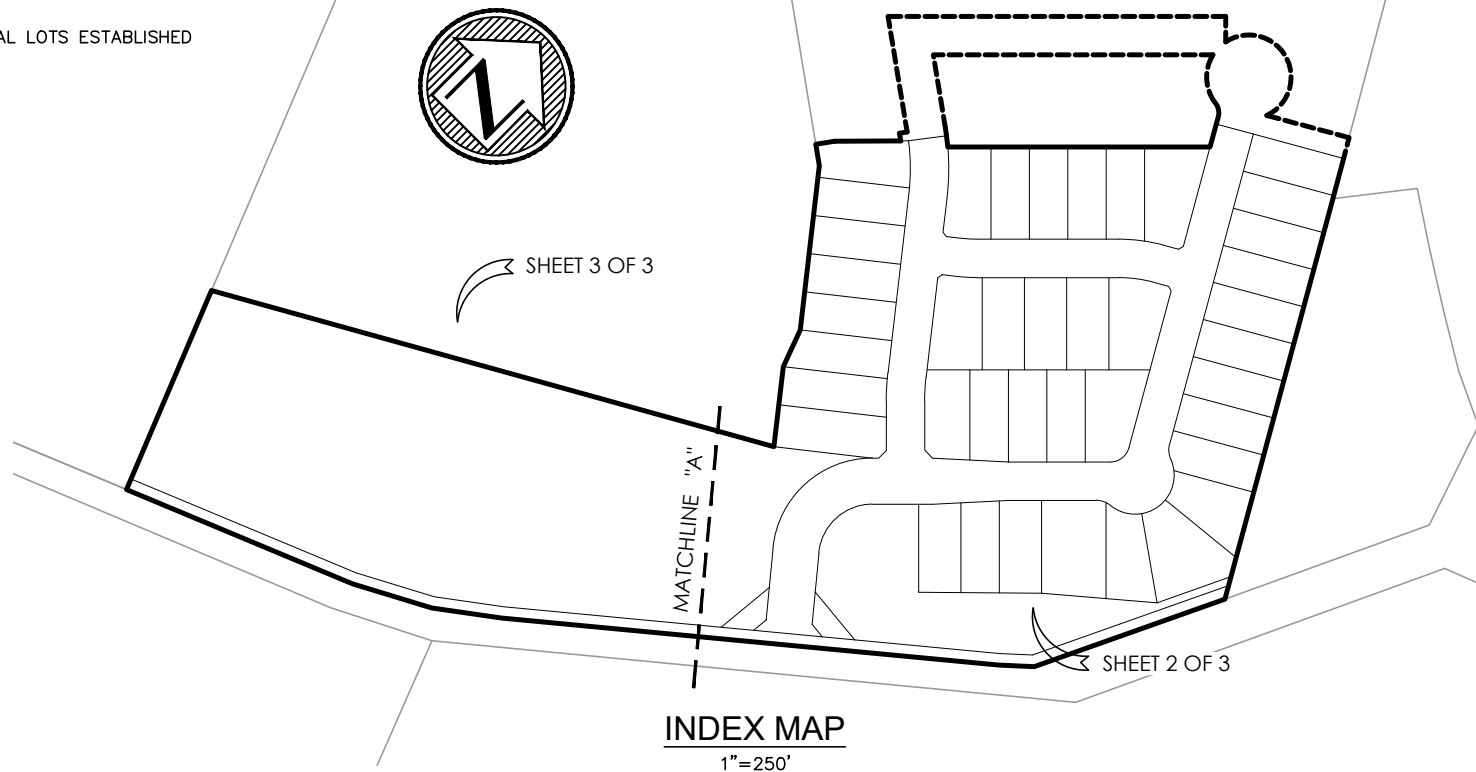 AL LOTS ESTABLISHED
N
SHEET 3 OF 3
MATCHLINE "A"
SHEET 2 OF 3
INDEX MAP
1"=250'